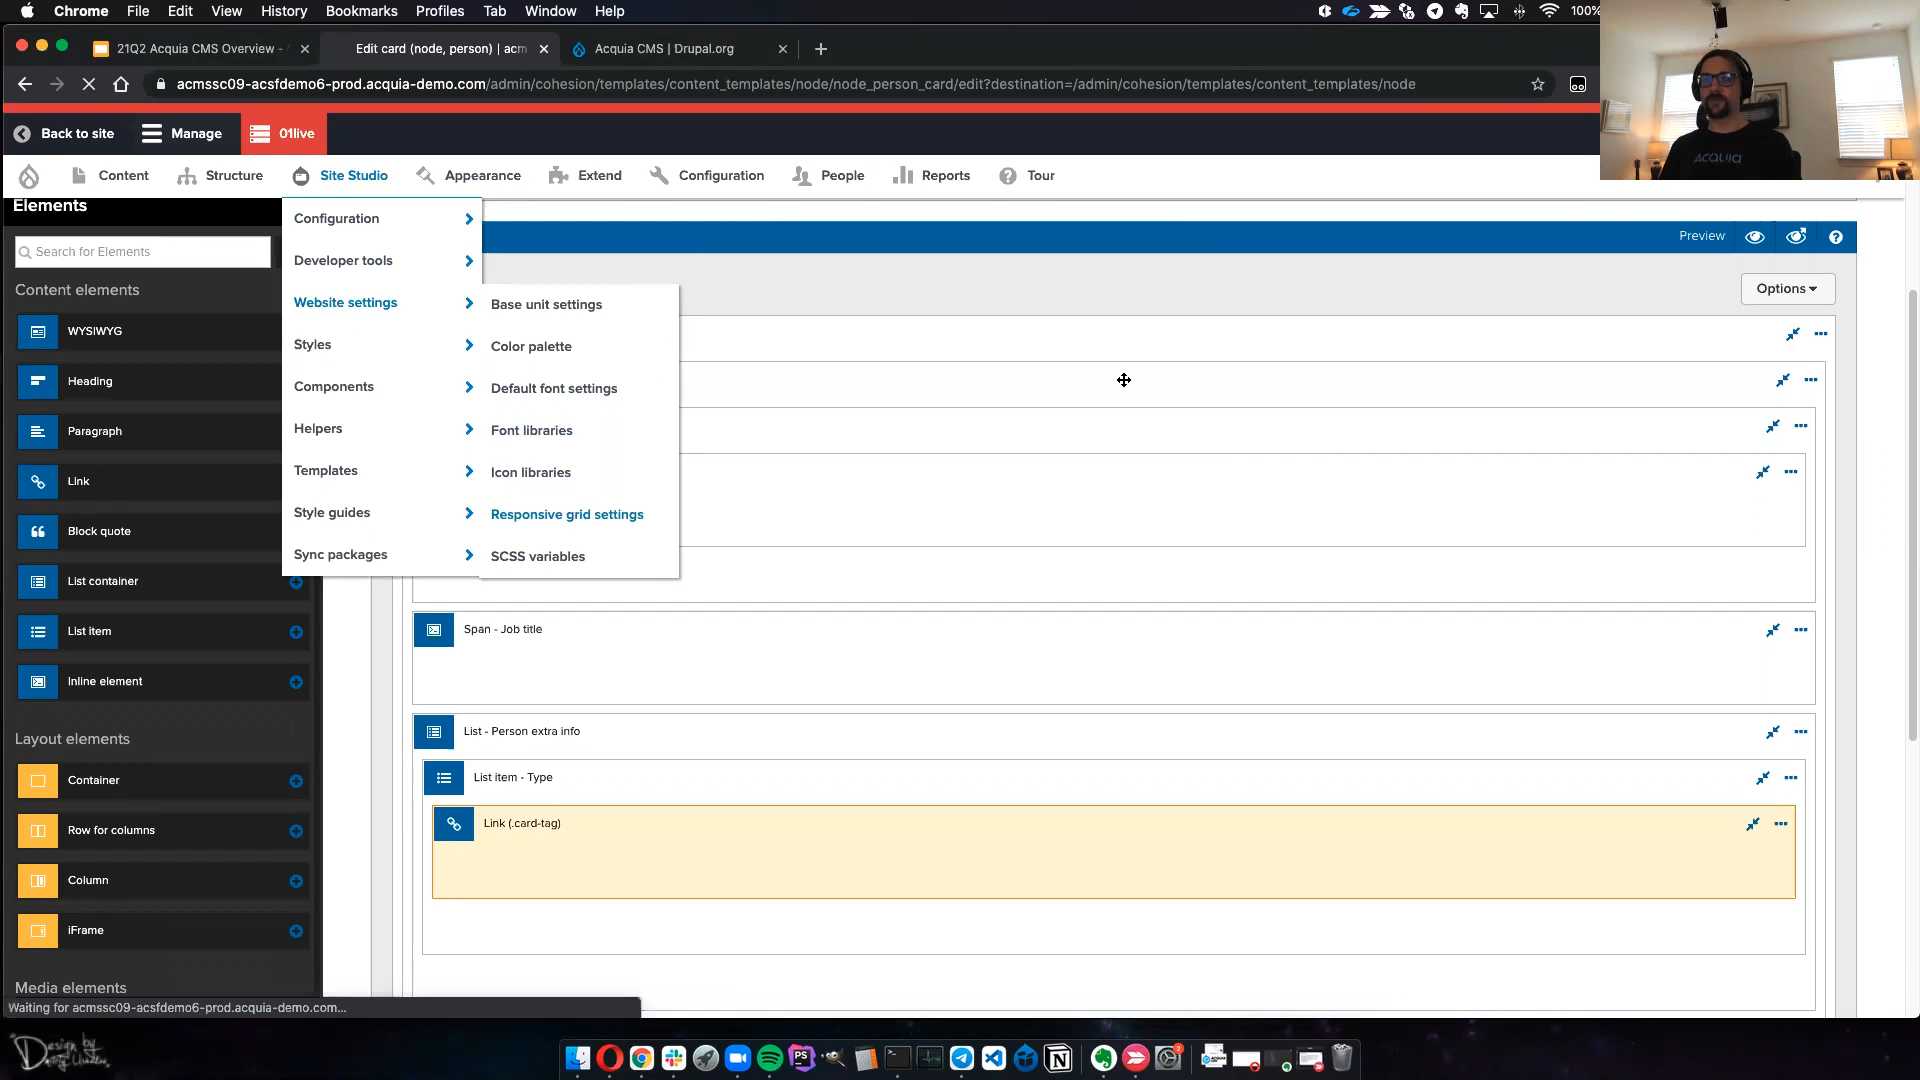 Chrome File Edit View History Bookmarks Profiles Tab Window Help 100%
21Q2 Acquia CMS Overview - Edit card (node, person) | acm Acquia CMS | Drupal.org
acmssc09-acsfdemo6-prod.acquia-demo.com/admin/cohesion/templates/content_templates/node/node_person_card/edit?destination=/admin/cohesion/templates/content_templates/node
Back to site Manage 01live
ACQUIA
Content Structure Site Studio Appearance Extend Configuration People Reports Tour
Elements
Search for Elements
Content elements
WYSIWYG
Heading
Paragraph
Link
Block quote
List container
List item
Inline element
Layout elements
Container
Row for columns
Column
iFrame
Media elements
Configuration
Developer tools
Website settings
Styles
Components
Helpers
Templates
Style guides
Sync packages
Base unit settings
Color palette
Default font settings
Font libraries
Icon libraries
Responsive grid settings
SCSS variables
Preview
Options
Span - Job title
List - Person extra info
List item - Type
Link (.card-tag)
Waiting for acmssc09-acsfdemo6-prod.acquia-demo.com...
Design by
PS
2